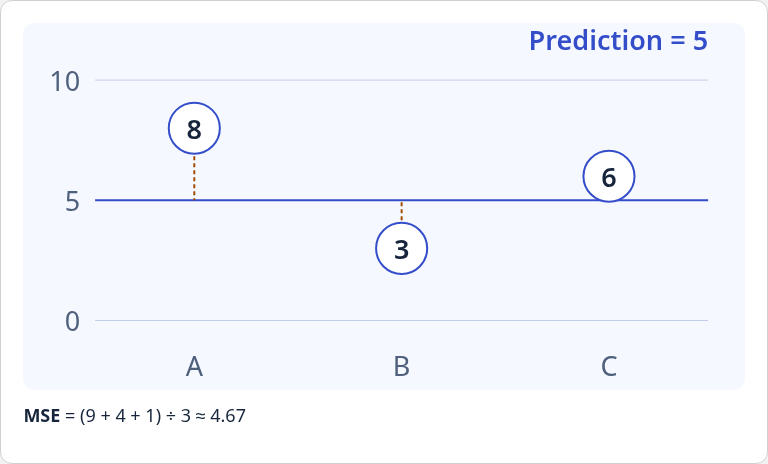 Prediction = 5
10
8
6
5
3
0
A B C
MSE = (9 + 4 + 1) ÷ 3 ≈ 4.67